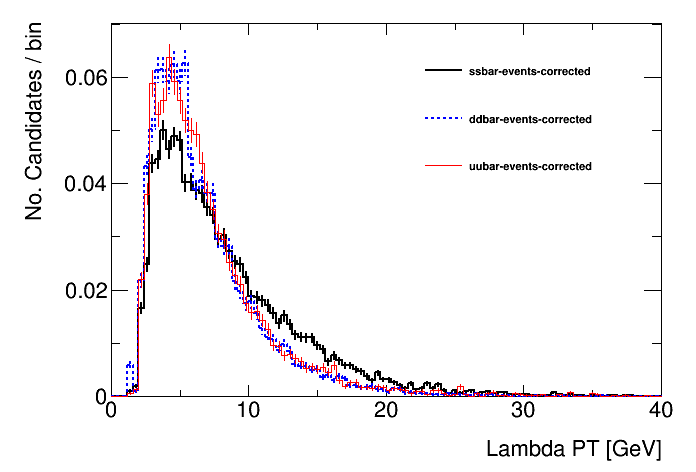 No. Candidates / bin
0.06
0.04
0.02
0
ssbar-events-corrected
ddbar-events-corrected
uubar-events-corrected
0 10 20 30 40
Lambda PT [GeV]